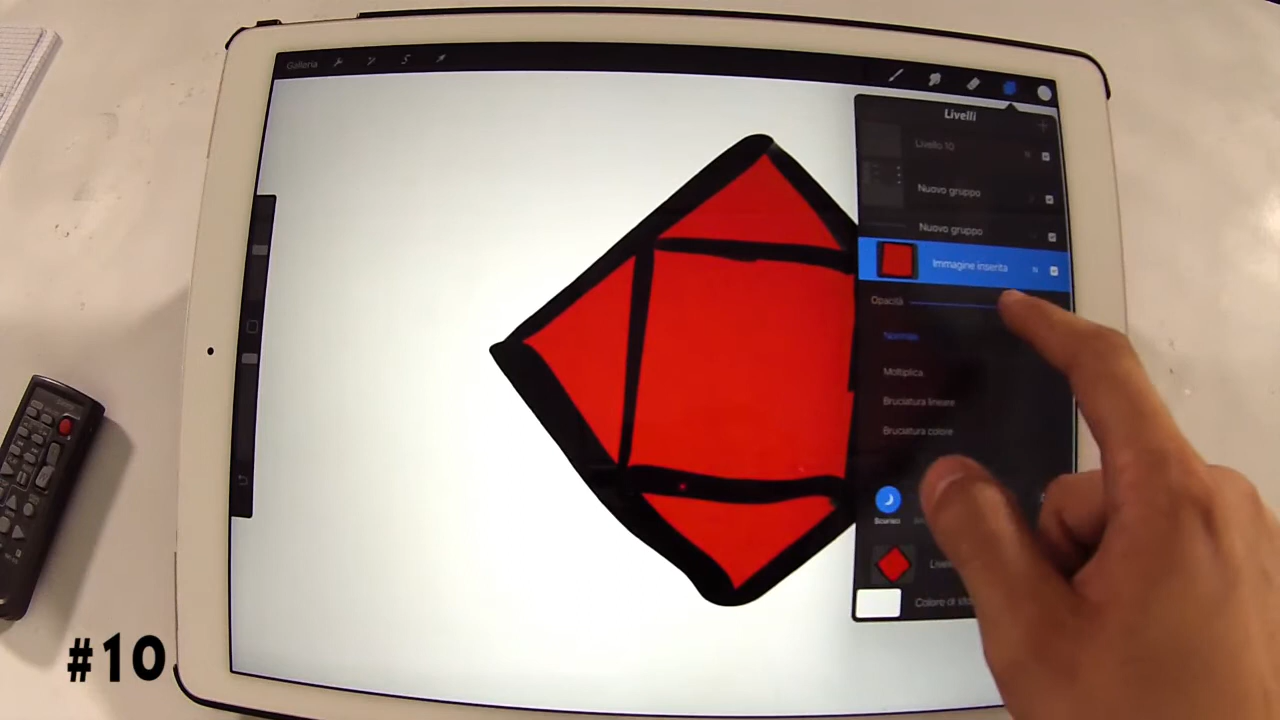 Galleria
Livelli
Livello 10
N
Nuovo gruppo
Nuovo gruppo
Immagine inserita
N
Opacità
Normale
Moltiplica
Bruciatura lineare
Bruciatura colore
Scurisci
Colore di
#10